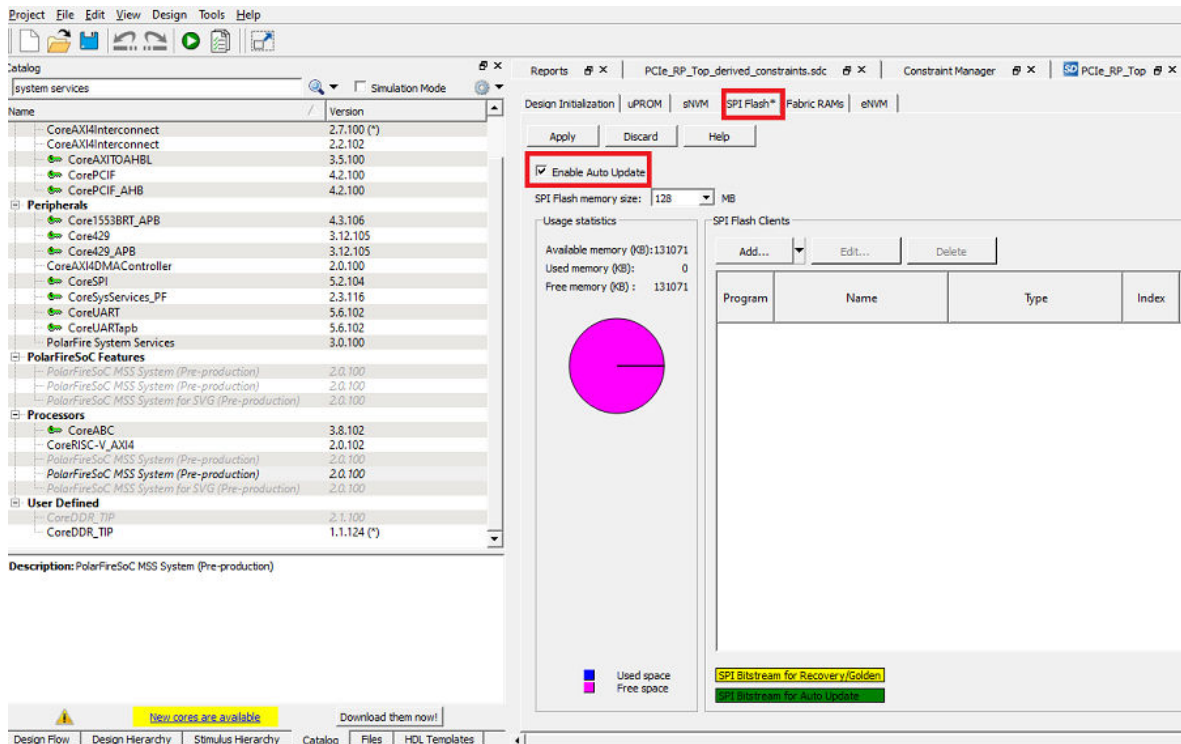 Project File Edit View Design Tools Help
Catalog
system services
Simulation Mode
Name / Version
CoreAXI4Interconnect 2.7.100 (*)
CoreAXI4Interconnect 2.2.102
CoreAXITOAHBL 3.5.100
CorePCIF 4.2.100
CorePCIF_AHB 4.2.100
Peripherals
Core1553BRT_APB 4.3.106
Core429 3.12.105
Core429_APB 3.12.105
CoreAXI4DMAController 2.0.100
CoreSPI 5.2.104
CoreSysServices_PF 2.3.116
CoreUART 5.6.102
CoreUARTapb 5.6.102
PolarFire System Services 3.0.100
PolarFireSoC Features
PolarFireSoC MSS System (Pre-production) 2.0.100
PolarFireSoC MSS System (Pre-production) 2.0.100
PolarFireSoC MSS System for SVG (Pre-production) 2.0.100
Processors
CoreABC 3.8.102
CoreRISC-V_AXI4 2.0.102
PolarFireSoC MSS System (Pre-production) 2.0.100
PolarFireSoC MSS System (Pre-production) 2.0.100
PolarFireSoC MSS System for SVG (Pre-production) 2.0.100
User Defined
CoreDDR_TIP 2.1.100
CoreDDR_TIP 1.1.124 (*)
Description: PolarFireSoC MSS System (Pre-production)
New cores are available Download them now!
Design Flow Design Hierarchy Stimulus Hierarchy Catalog Files HDL Templates
Reports PCIe_RP_Top_derived_constraints.sdc Constraint Manager SD PCIe_RP_Top
Design Initialization uPROM sNVM SPI Flash* Fabric RAMs eNVM
Apply Discard Help
Enable Auto Update
SPI Flash memory size: 128 MB
Usage statistics
Available memory (KB): 131071
Used memory (KB): 0
Free memory (KB) : 131071
Used space
Free space
SPI Flash Clients
Add... Edit... Delete
Program Name Type Index
SPI Bitstream for Recovery/Golden
SPI Bitstream for Auto Update